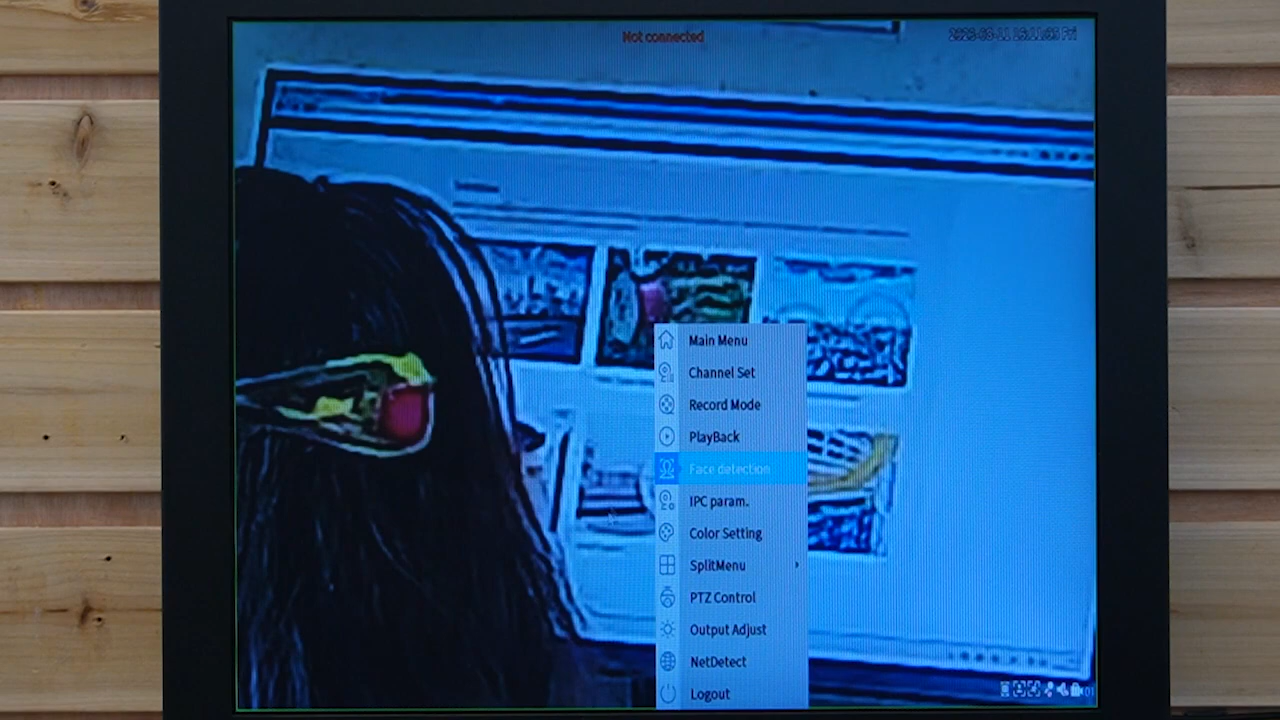 Not connected
Main Menu
Channel Set
Record Mode
PlayBack
Face detection
IPC param.
Color Setting
SplitMenu
PTZ Control
Output Adjust
NetDetect
Logout